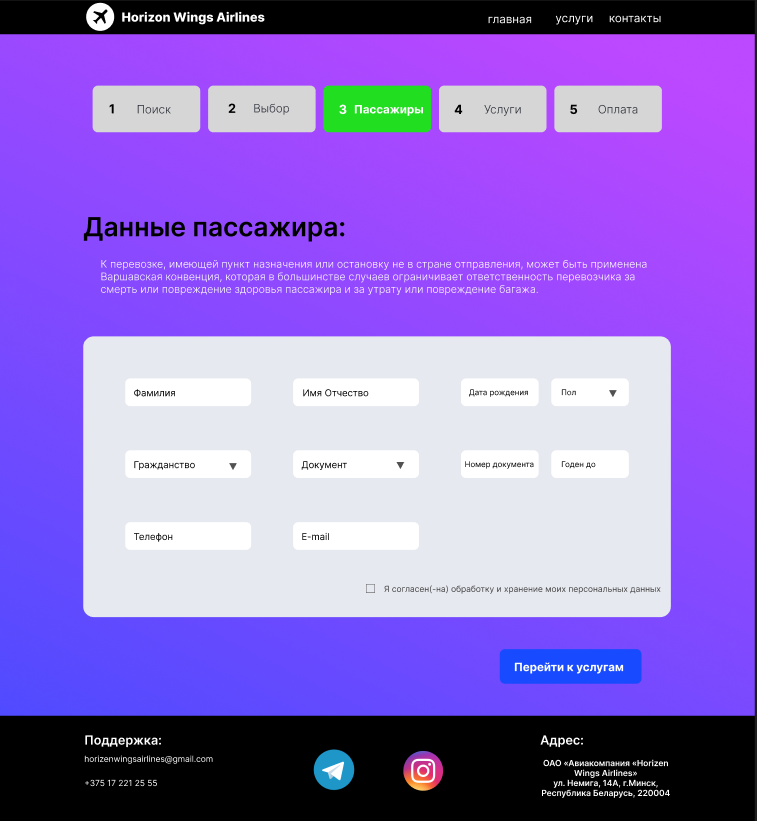 Horizon Wings Airlines
главная услуги контакты
1 Поиск
2 Выбор
3 Пассажиры
4 Услуги
5 Оплата
Данные пассажира:
К перевозке, имеющей пункт назначения или остановку не в стране отправления, может быть применена
Варшавская конвенция, которая в большинстве случаев ограничивает ответственность перевозчика за
смерть или повреждение здоровья пассажира и за утрату или повреждение багажа.
Фамилия
Имя Отчество
Дата рождения
Пол
Гражданство
Документ
Номер документа
Годен до
Телефон
E-mail
Я согласен(-на) обработку и хранение моих персональных данных
Перейти к услугам
Поддержка:
horizenwingsairlines@gmail.com
+375 17 221 25 55
Адрес:
ОАО «Авиакомпания «Horizen
Wings Airlines»
ул. Немига, 14А, г.Минск,
Республика Беларусь, 220004